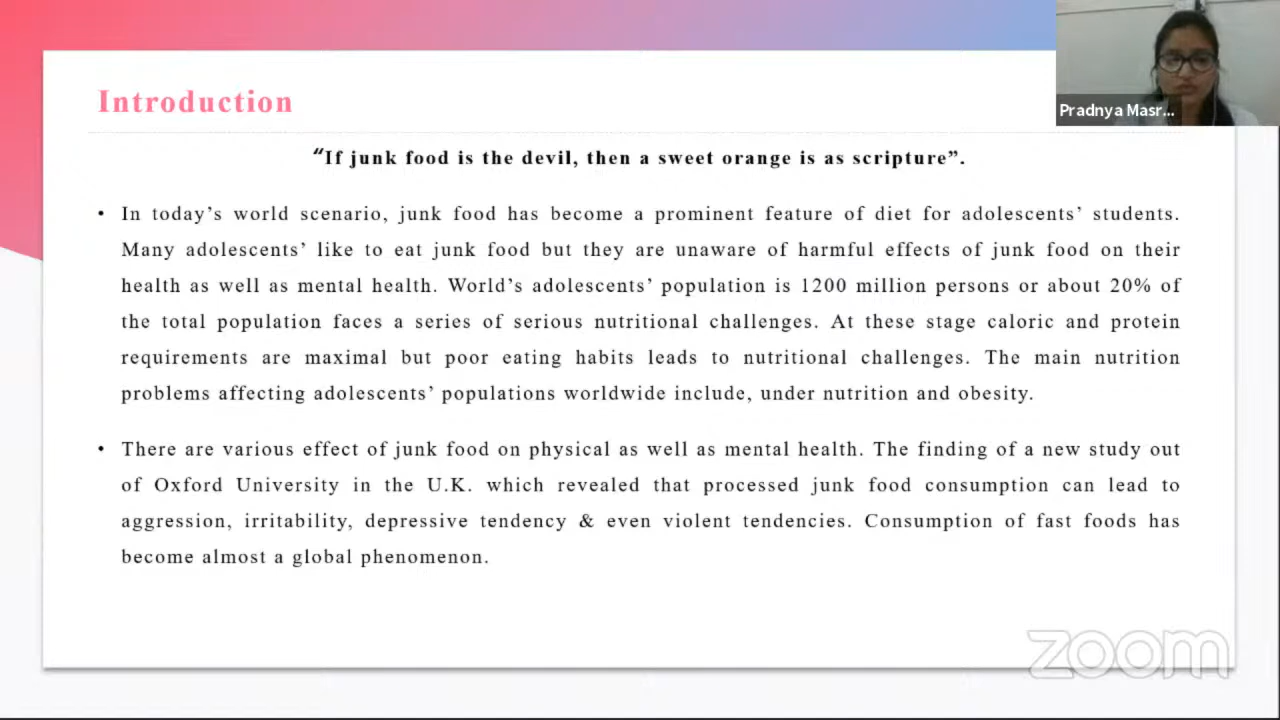 Introduction
Pradnya Masr...
“If junk food is the devil, then a sweet orange is as scripture”.
• In today’s world scenario, junk food has become a prominent feature of diet for adolescents’ students.
Many adolescents’ like to eat junk food but they are unaware of harmful effects of junk food on their
health as well as mental health. World’s adolescents’ population is 1200 million persons or about 20% of
the total population faces a series of serious nutritional challenges. At these stage caloric and protein
requirements are maximal but poor eating habits leads to nutritional challenges. The main nutrition
problems affecting adolescents’ populations worldwide include, under nutrition and obesity.
• There are various effect of junk food on physical as well as mental health. The finding of a new study out
of Oxford University in the U.K. which revealed that processed junk food consumption can lead to
aggression, irritability, depressive tendency & even violent tendencies. Consumption of fast foods has
become almost a global phenomenon.
zoom